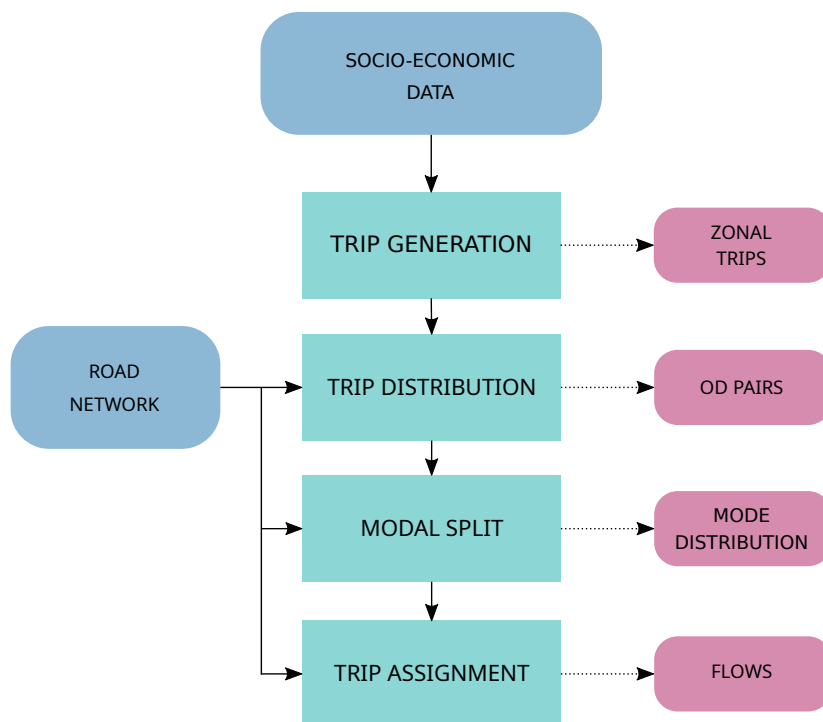 SOCIO-ECONOMIC
DATA
TRIP GENERATION
ZONAL
TRIPS
ROAD
NETWORK
TRIP DISTRIBUTION
OD PAIRS
MODAL SPLIT
MODE
DISTRIBUTION
TRIP ASSIGNMENT
FLOWS